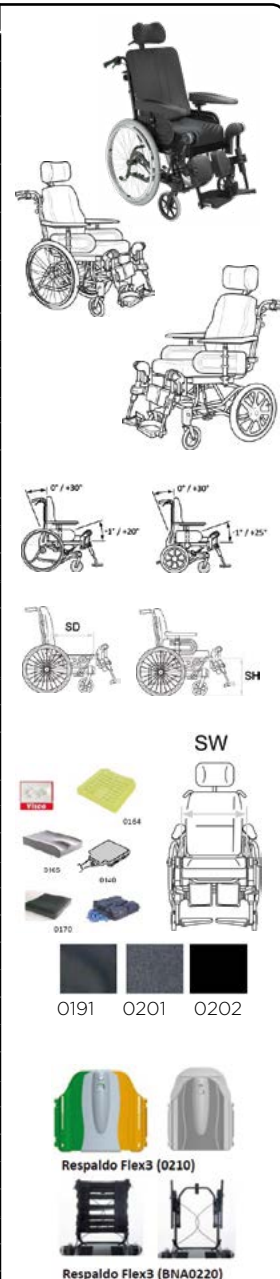 0° / +30°
0° / +30°
-1° / +20°
-1° / +25°
SD
SH
SW
Visco
0164
0165
0140
0170
0191 0201 0202
Respaldo Flex3 (0210)
Respaldo Flex3 (BNA0220)